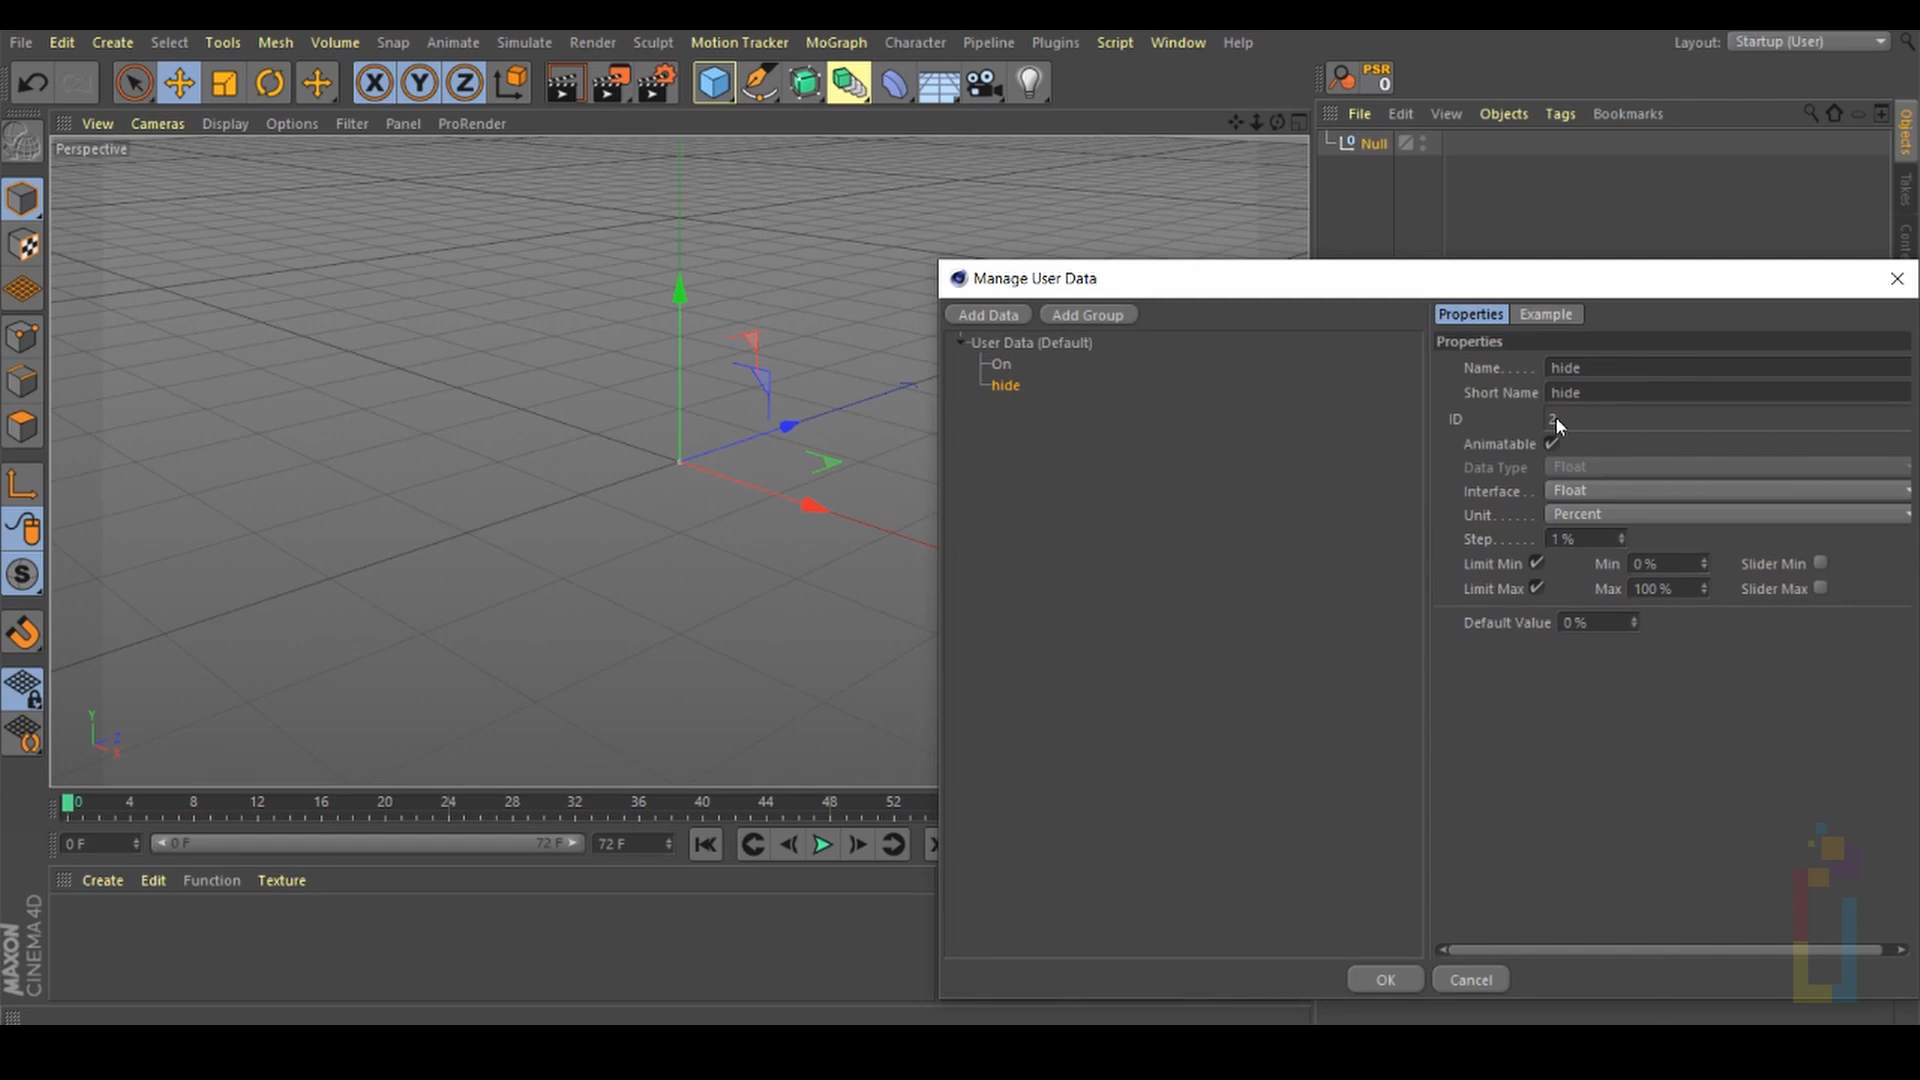 File Edit Create Select Tools Mesh Volume Snap Animate Simulate Render Sculpt Motion Tracker MoGraph Character Pipeline Plugins Script Window Help Layout: Startup (User)
X Y Z PSR
0
File Edit View Objects Tags Bookmarks
View Cameras Display Options Filter Panel ProRender
Perspective
Null
Objects
Takes
Manage User Data
Add Data Add Group
User Data (Default)
On
hide
Properties Example
Properties
Name..... hide
Short Name hide
ID 2
Animatable
Data Type Float
Interface.. Float
Unit...... Percent
Step...... 1 %
Limit Min Min 0 % Slider Min
Limit Max Max 100 % Slider Max
Default Value 0 %
OK Cancel
S
Y
Z
X
0 4 8 12 16 20 24 28 32 36 40 44 48 52
0 F 0 F 72 F 72 F
Create Edit Function Texture
MAXON
CINEMA 4D